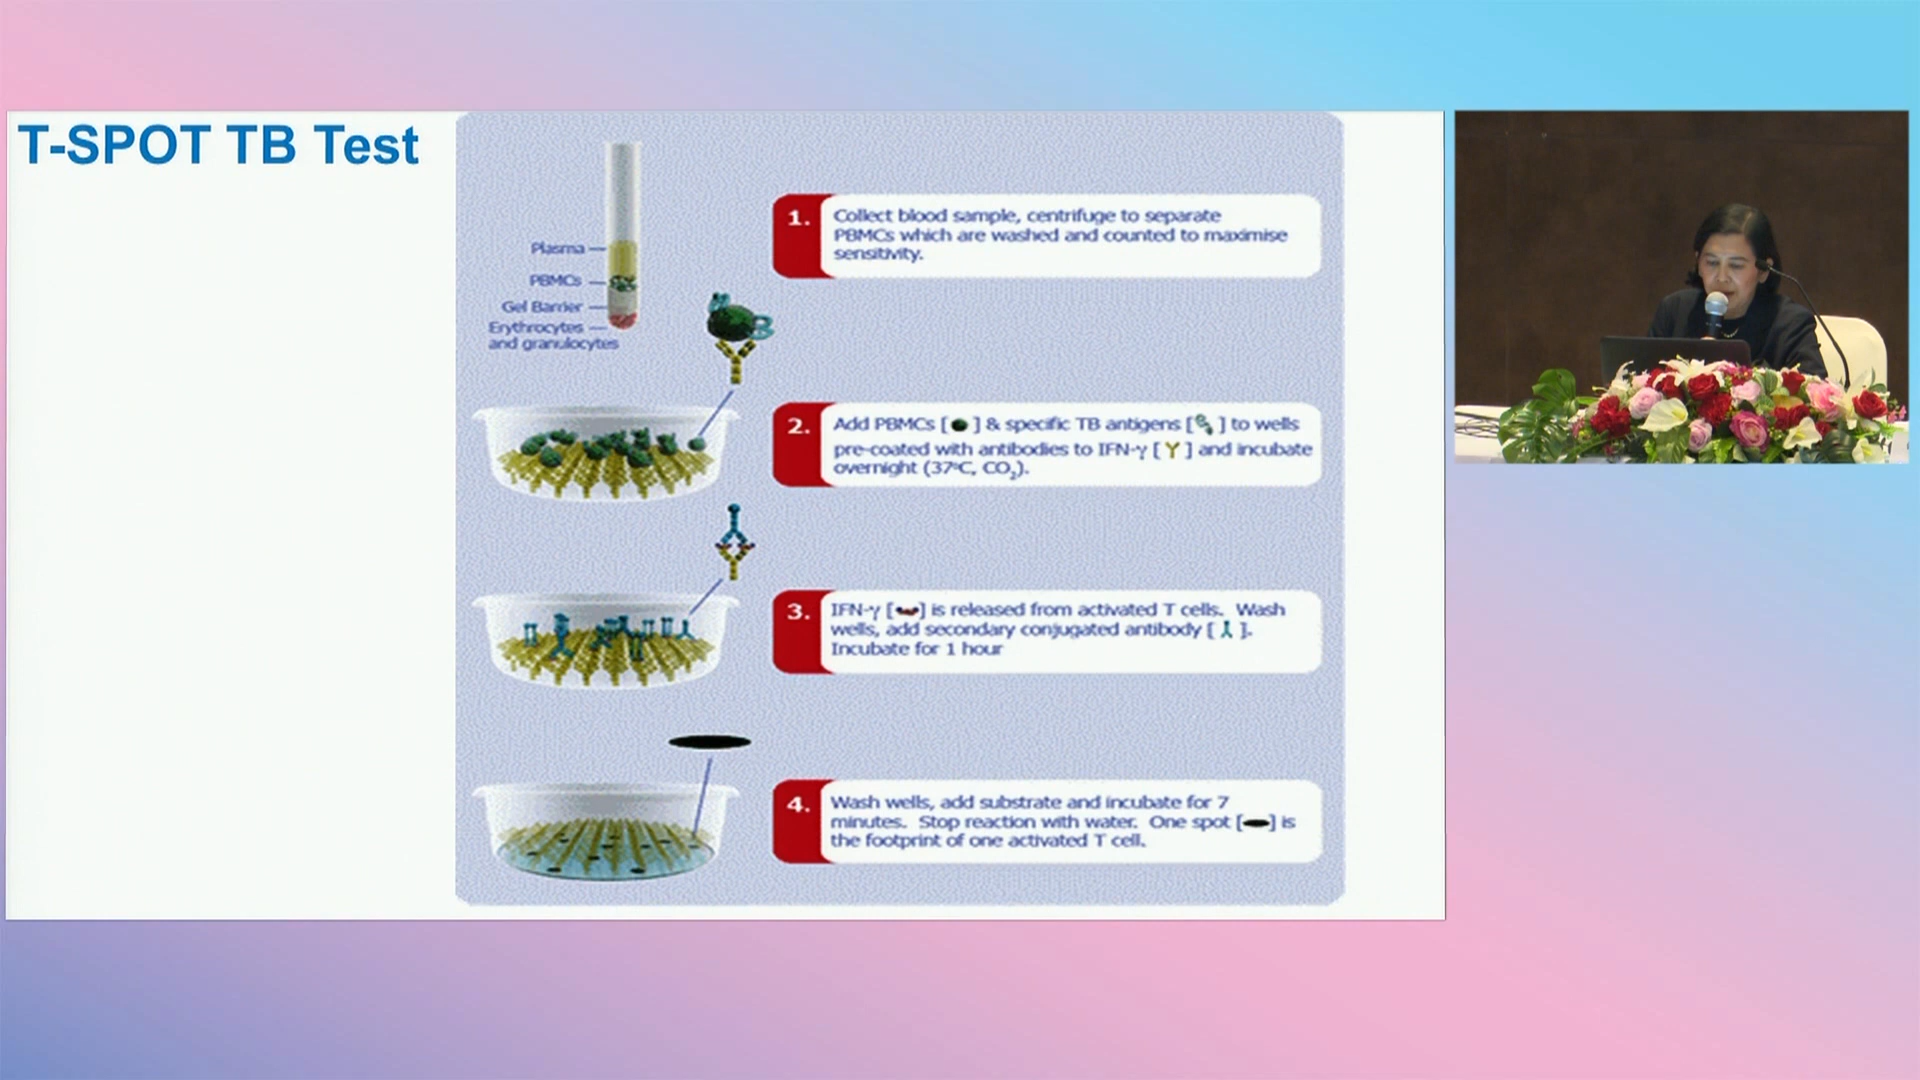 T-SPOT TB Test
Plasma
PBMCs
Gel Barrier
Erythrocytes
and granulocytes
1.
Collect blood sample, centrifuge to separate
PBMCs which are washed and counted to maximise
sensitivity.
2.
Add PBMCs [ ] & specific TB antigens [ ] to wells
pre-coated with antibodies to IFN-γ [ ] and incubate
overnight (37°C, CO₂).
3.
IFN-γ [ ] is released from activated T cells. Wash
wells, add secondary conjugated antibody [ ].
Incubate for 1 hour
4.
Wash wells, add substrate and incubate for 7
minutes. Stop reaction with water. One spot [ ] is
the footprint of one activated T cell.